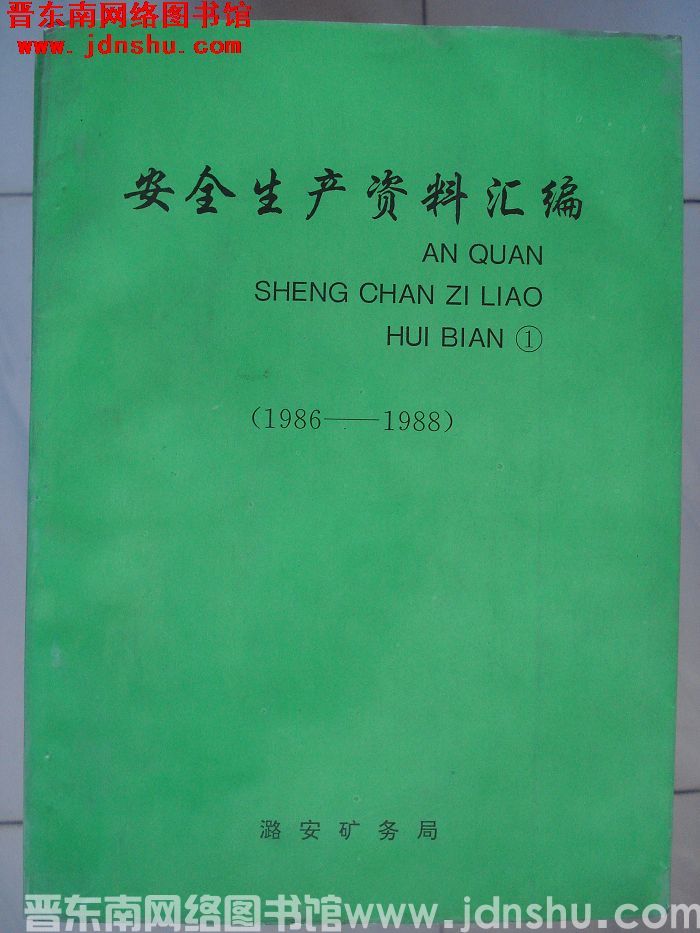 晋东南网络图书馆
www.jdnshu.com
安全生产资料汇编
AN QUAN
SHENG CHAN ZI LIAO
HUI BIAN ①
（1986——1988）
潞安矿务局
晋东南网络图书馆www.jdnshu.com